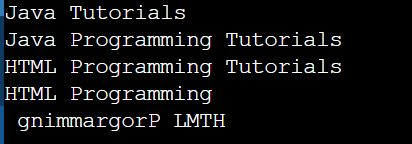 Java Tutorials
Java Programming Tutorials
HTML Programming Tutorials
HTML Programming
 gnimmargorP LMTH